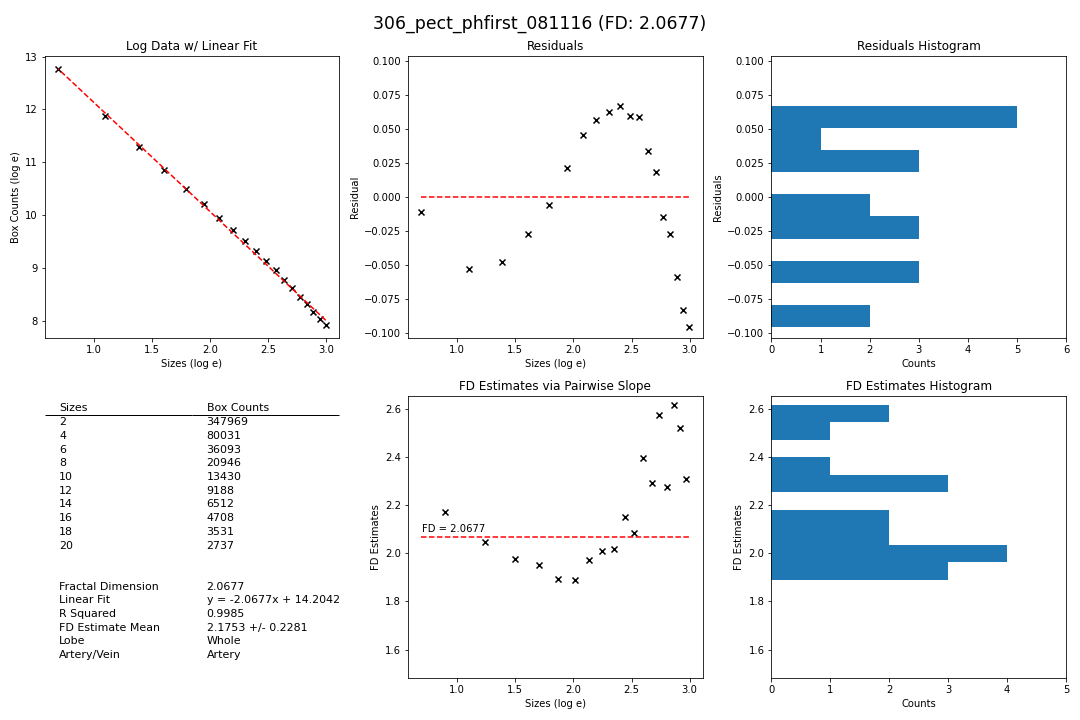 306_pect_phfirst_081116 (FD: 2.0677)
Log Data w/ Linear Fit
Box Counts (log e)
13
12
11
10
9
8
1.0 1.5 2.0 2.5 3.0
Sizes (log e)
Residuals
Residual
0.100
0.075
0.050
0.025
0.000
−0.025
−0.050
−0.075
−0.100
1.0 1.5 2.0 2.5 3.0
Sizes (log e)
Residuals Histogram
Residuals
0.100
0.075
0.050
0.025
0.000
−0.025
−0.050
−0.075
−0.100
0 1 2 3 4 5 6
Counts
Sizes Box Counts
2 347969
4 80031
6 36093
8 20946
10 13430
12 9188
14 6512
16 4708
18 3531
20 2737
Fractal Dimension 2.0677
Linear Fit y = -2.0677x + 14.2042
R Squared 0.9985
FD Estimate Mean 2.1753 +/- 0.2281
Lobe Whole
Artery/Vein Artery
FD Estimates via Pairwise Slope
FD Estimates
2.6
2.4
2.2
FD = 2.0677
2.0
1.8
1.6
1.0 1.5 2.0 2.5 3.0
Sizes (log e)
FD Estimates Histogram
FD Estimates
2.6
2.4
2.2
2.0
1.8
1.6
0 1 2 3 4 5
Counts